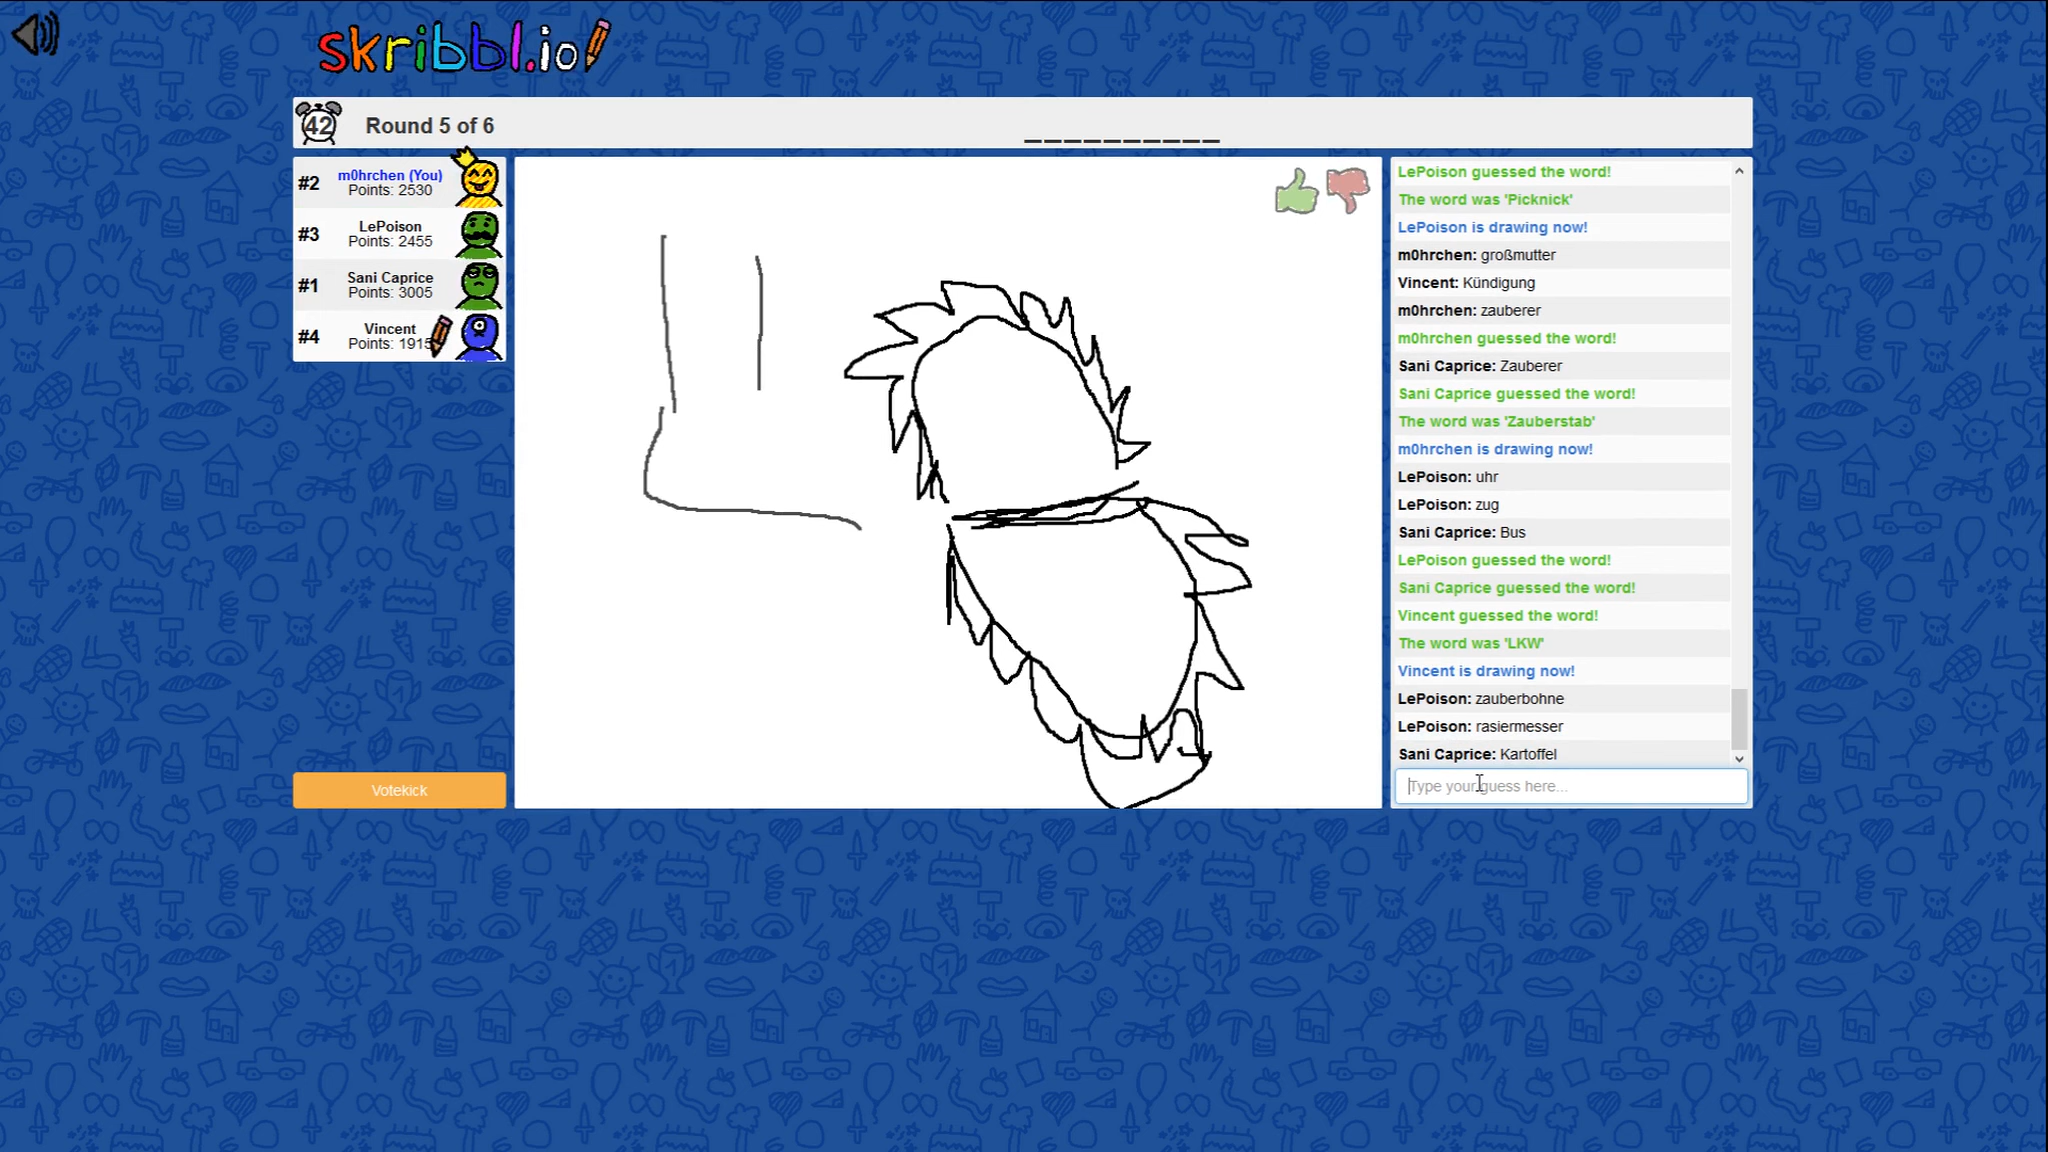 skribbl.io
42
Round 5 of 6
__________
#2
m0hrchen (You)
Points: 2530
#3
LePoison
Points: 2455
#1
Sani Caprice
Points: 3005
#4
Vincent
Points: 1915
Votekick
LePoison guessed the word!
The word was 'Picknick'
LePoison is drawing now!
m0hrchen: großmutter
Vincent: Kündigung
m0hrchen: zauberer
m0hrchen guessed the word!
Sani Caprice: Zauberer
Sani Caprice guessed the word!
The word was 'Zauberstab'
m0hrchen is drawing now!
LePoison: uhr
LePoison: zug
Sani Caprice: Bus
LePoison guessed the word!
Sani Caprice guessed the word!
Vincent guessed the word!
The word was 'LKW'
Vincent is drawing now!
LePoison: zauberbohne
LePoison: rasiermesser
Sani Caprice: Kartoffel
Type your guess here...